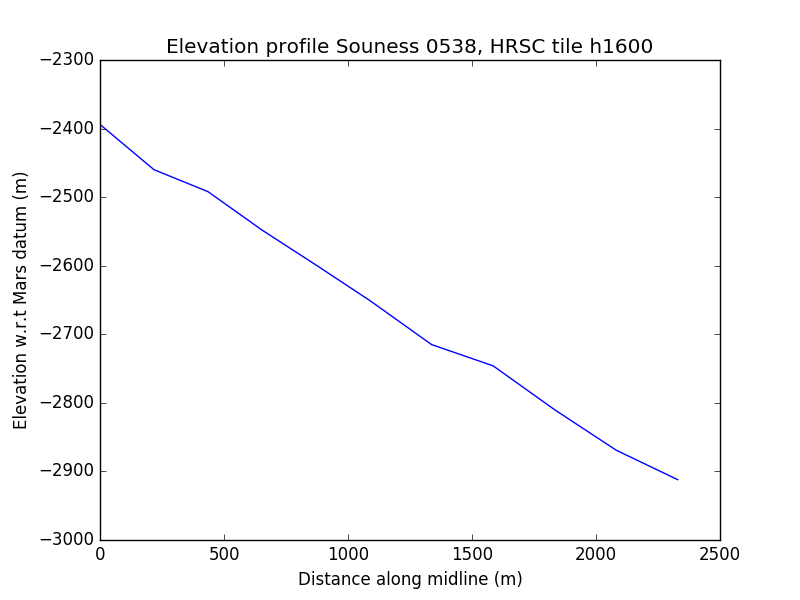 Elevation profile Souness 0538, HRSC tile h1600
−2300
−2400
−2500
−2600
−2700
−2800
−2900
−3000
Elevation w.r.t Mars datum (m)
0 500 1000 1500 2000 2500
Distance along midline (m)